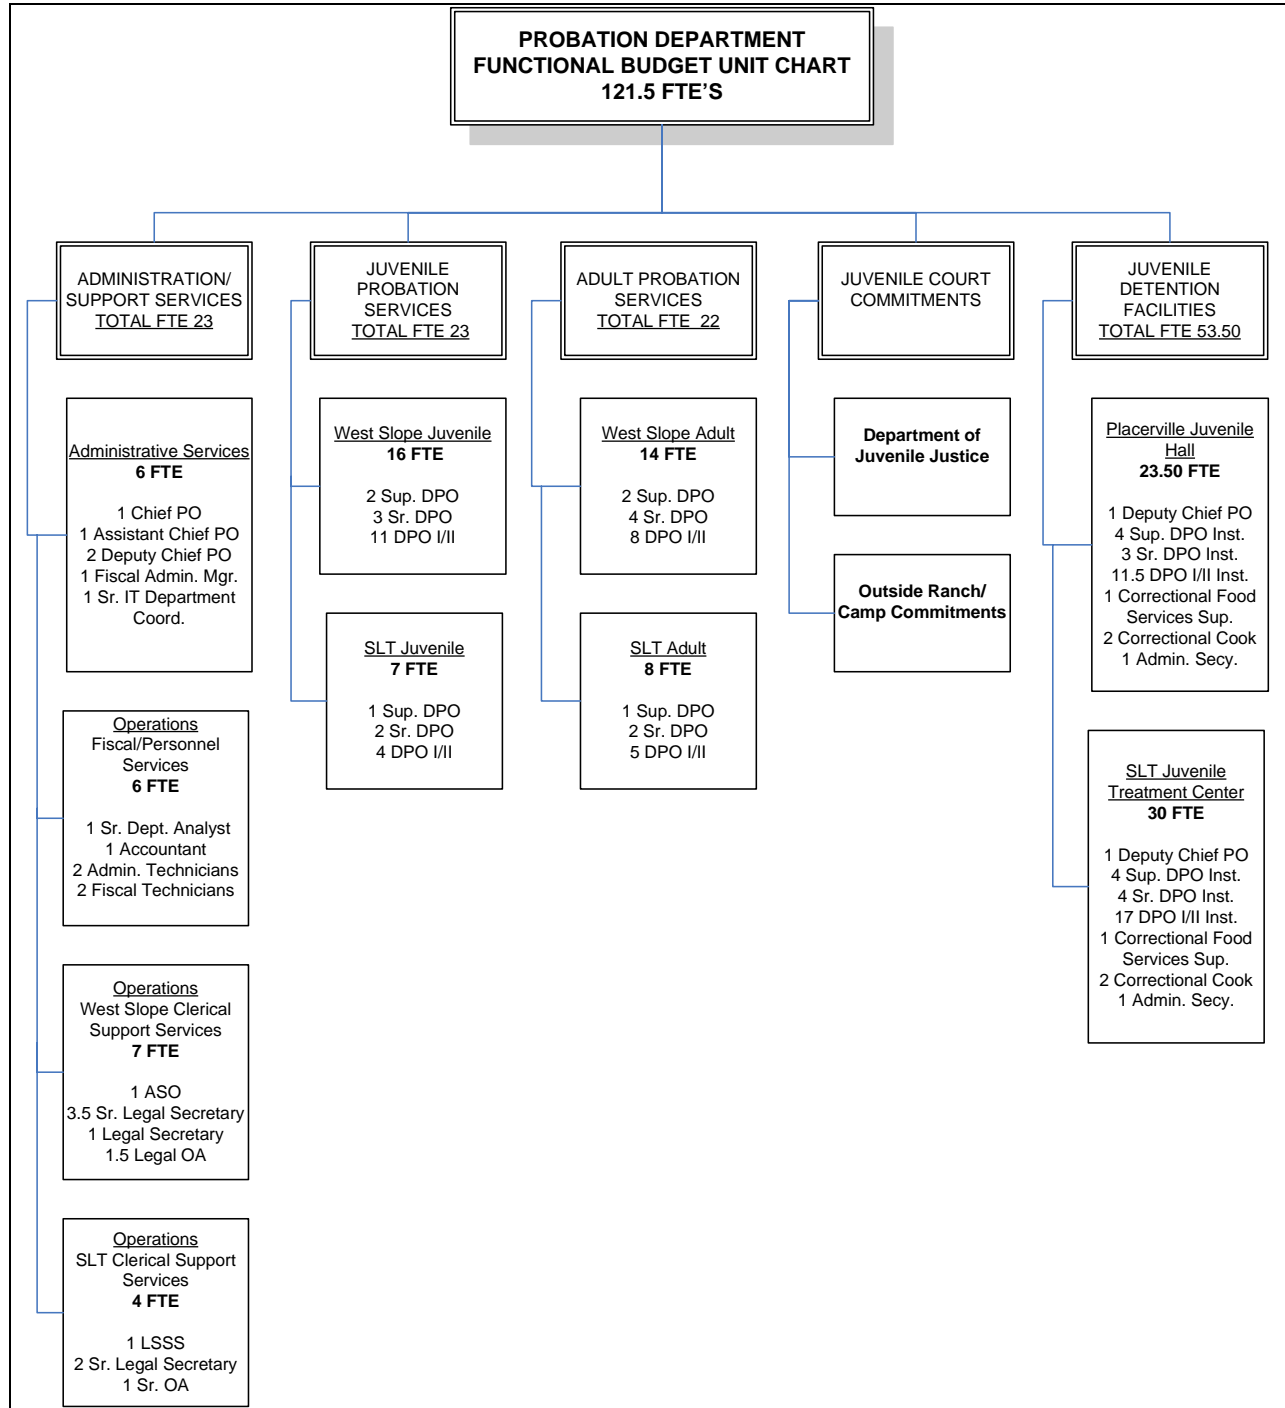 PROBATION DEPARTMENT
FUNCTIONAL BUDGET UNIT CHART
121.5 FTE’S
ADMINISTRATION/
SUPPORT SERVICES
TOTAL FTE 23
JUVENILE
PROBATION
SERVICES
TOTAL FTE 23
ADULT PROBATION
SERVICES
TOTAL FTE 22
JUVENILE COURT
COMMITMENTS
JUVENILE
DETENTION
FACILITIES
TOTAL FTE 53.50
Administrative Services
6 FTE
1 Chief PO
1 Assistant Chief PO
2 Deputy Chief PO
1 Fiscal Admin. Mgr.
1 Sr. IT Department
Coord.
Operations
Fiscal/Personnel
Services
6 FTE
1 Sr. Dept. Analyst
1 Accountant
2 Admin. Technicians
2 Fiscal Technicians
Operations
West Slope Clerical
Support Services
7 FTE
1 ASO
3.5 Sr. Legal Secretary
1 Legal Secretary
1.5 Legal OA
Operations
SLT Clerical Support
Services
4 FTE
1 LSSS
2 Sr. Legal Secretary
1 Sr. OA
West Slope Juvenile
16 FTE
2 Sup. DPO
3 Sr. DPO
11 DPO I/II
SLT Juvenile
7 FTE
1 Sup. DPO
2 Sr. DPO
4 DPO I/II
West Slope Adult
14 FTE
2 Sup. DPO
4 Sr. DPO
8 DPO I/II
SLT Adult
8 FTE
1 Sup. DPO
2 Sr. DPO
5 DPO I/II
Department of
Juvenile Justice
Outside Ranch/
Camp Commitments
Placerville Juvenile
Hall
23.50 FTE
1 Deputy Chief PO
4 Sup. DPO Inst.
3 Sr. DPO Inst.
11.5 DPO I/II Inst.
1 Correctional Food
Services Sup.
2 Correctional Cook
1 Admin. Secy.
SLT Juvenile
Treatment Center
30 FTE
1 Deputy Chief PO
4 Sup. DPO Inst.
4 Sr. DPO Inst.
17 DPO I/II Inst.
1 Correctional Food
Services Sup.
2 Correctional Cook
1 Admin. Secy.